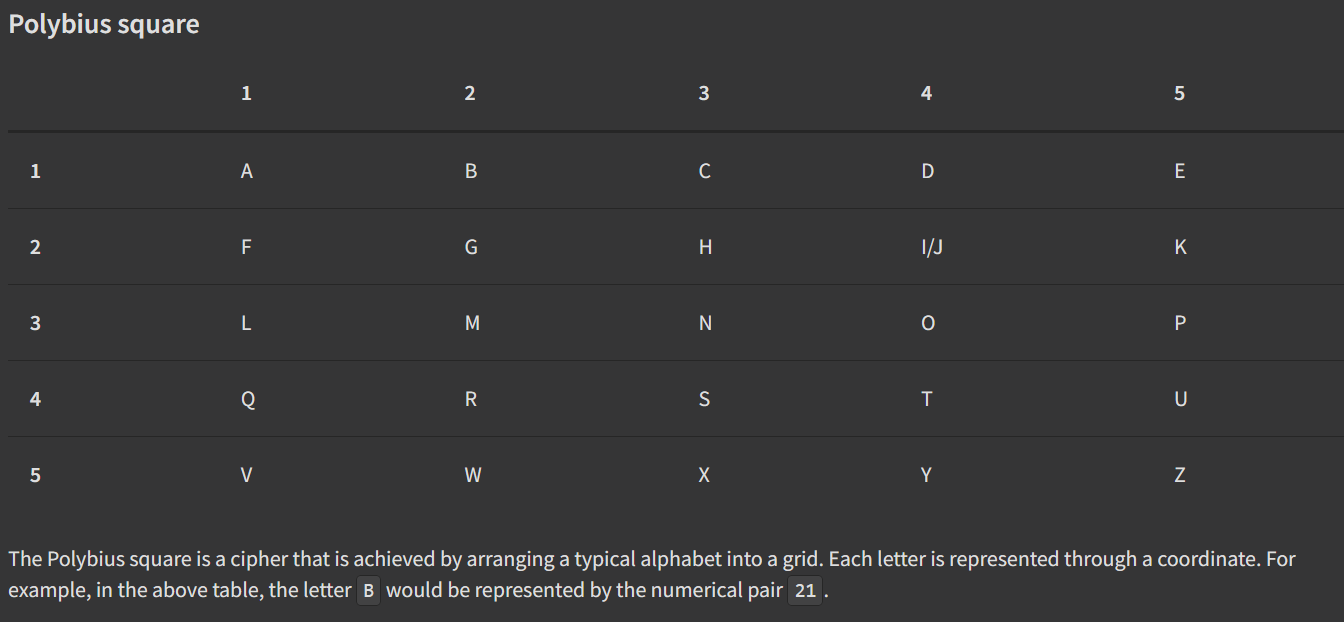 Polybius square
1 2 3 4 5
1 A B C D E
2 F G H I/J K
3 L M N O P
4 Q R S T U
5 V W X Y Z
The Polybius square is a cipher that is achieved by arranging a typical alphabet into a grid. Each letter is represented through a coordinate. For
example, in the above table, the letter B would be represented by the numerical pair 21 .